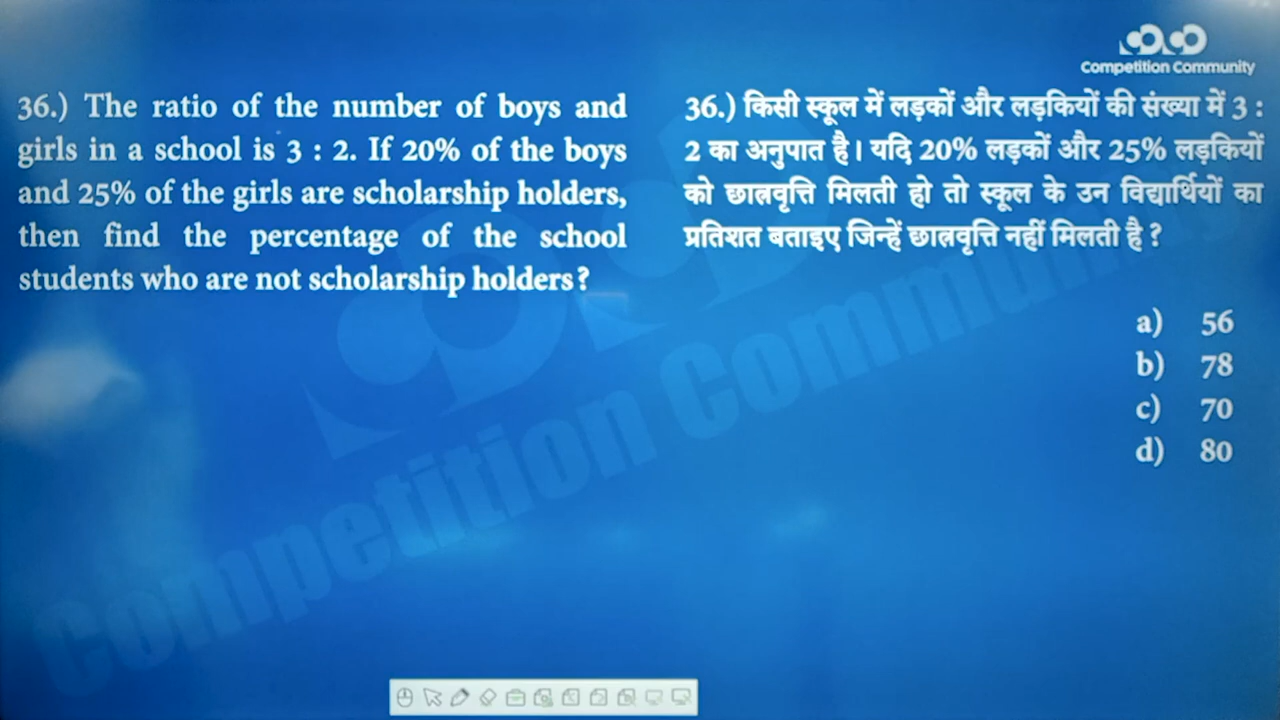 Competition Community
36.) The ratio of the number of boys and
girls in a school is 3 : 2. If 20% of the boys
and 25% of the girls are scholarship holders,
then find the percentage of the school
students who are not scholarship holders?
36.) किसी स्कूल में लड़कों और लड़कियों की संख्या में 3 :
2 का अनुपात है। यदि 20% लड़कों और 25% लड़कियों
को छात्रवृत्ति मिलती हो तो स्कूल के उन विद्यार्थियों का
प्रतिशत बताइए जिन्हें छात्रवृत्ति नहीं मिलती है ?
a) 56
b) 78
c) 70
d) 80
Competition Community